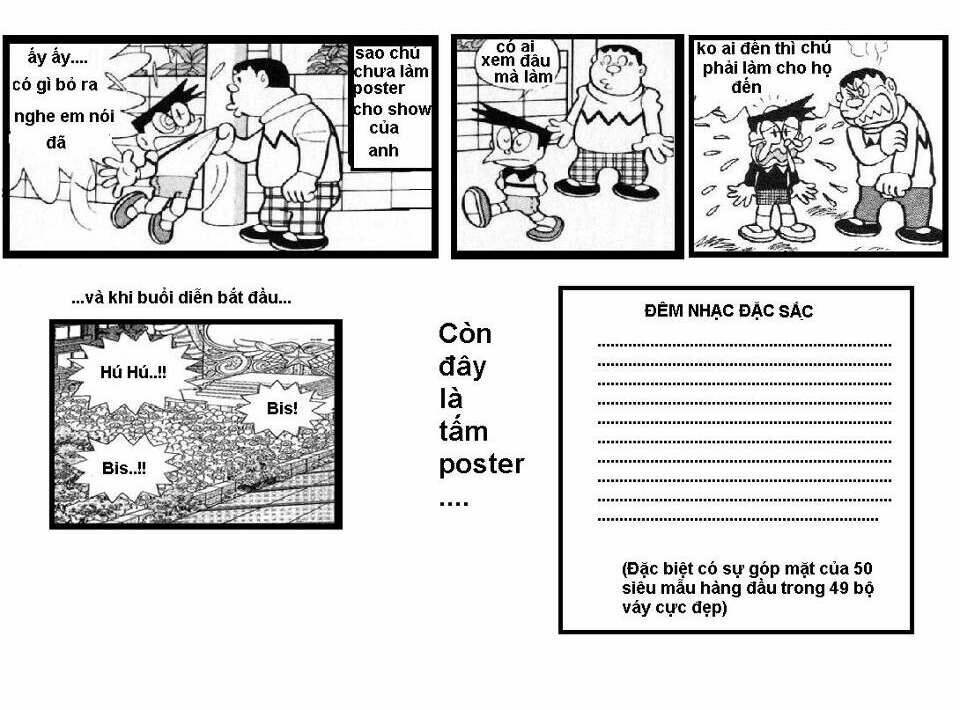 ấy ấy....
có gì bỏ ra
nghe em nói
đã
sao chú
chưa làm
poster
cho show
của
anh
có ai
xem đâu
mà làm
ko ai đến thì chú
phải làm cho họ
đến
...và khi buổi diễn bắt đầu...
Hú Hú..!!
Bis!
Bis..!!
Còn
đây
là
tấm
poster
....
ĐÊM NHẠC ĐẶC SẮC
(Đặc biệt có sự góp mặt của 50
siêu mẫu hàng đầu trong 49 bộ
váy cực đẹp)